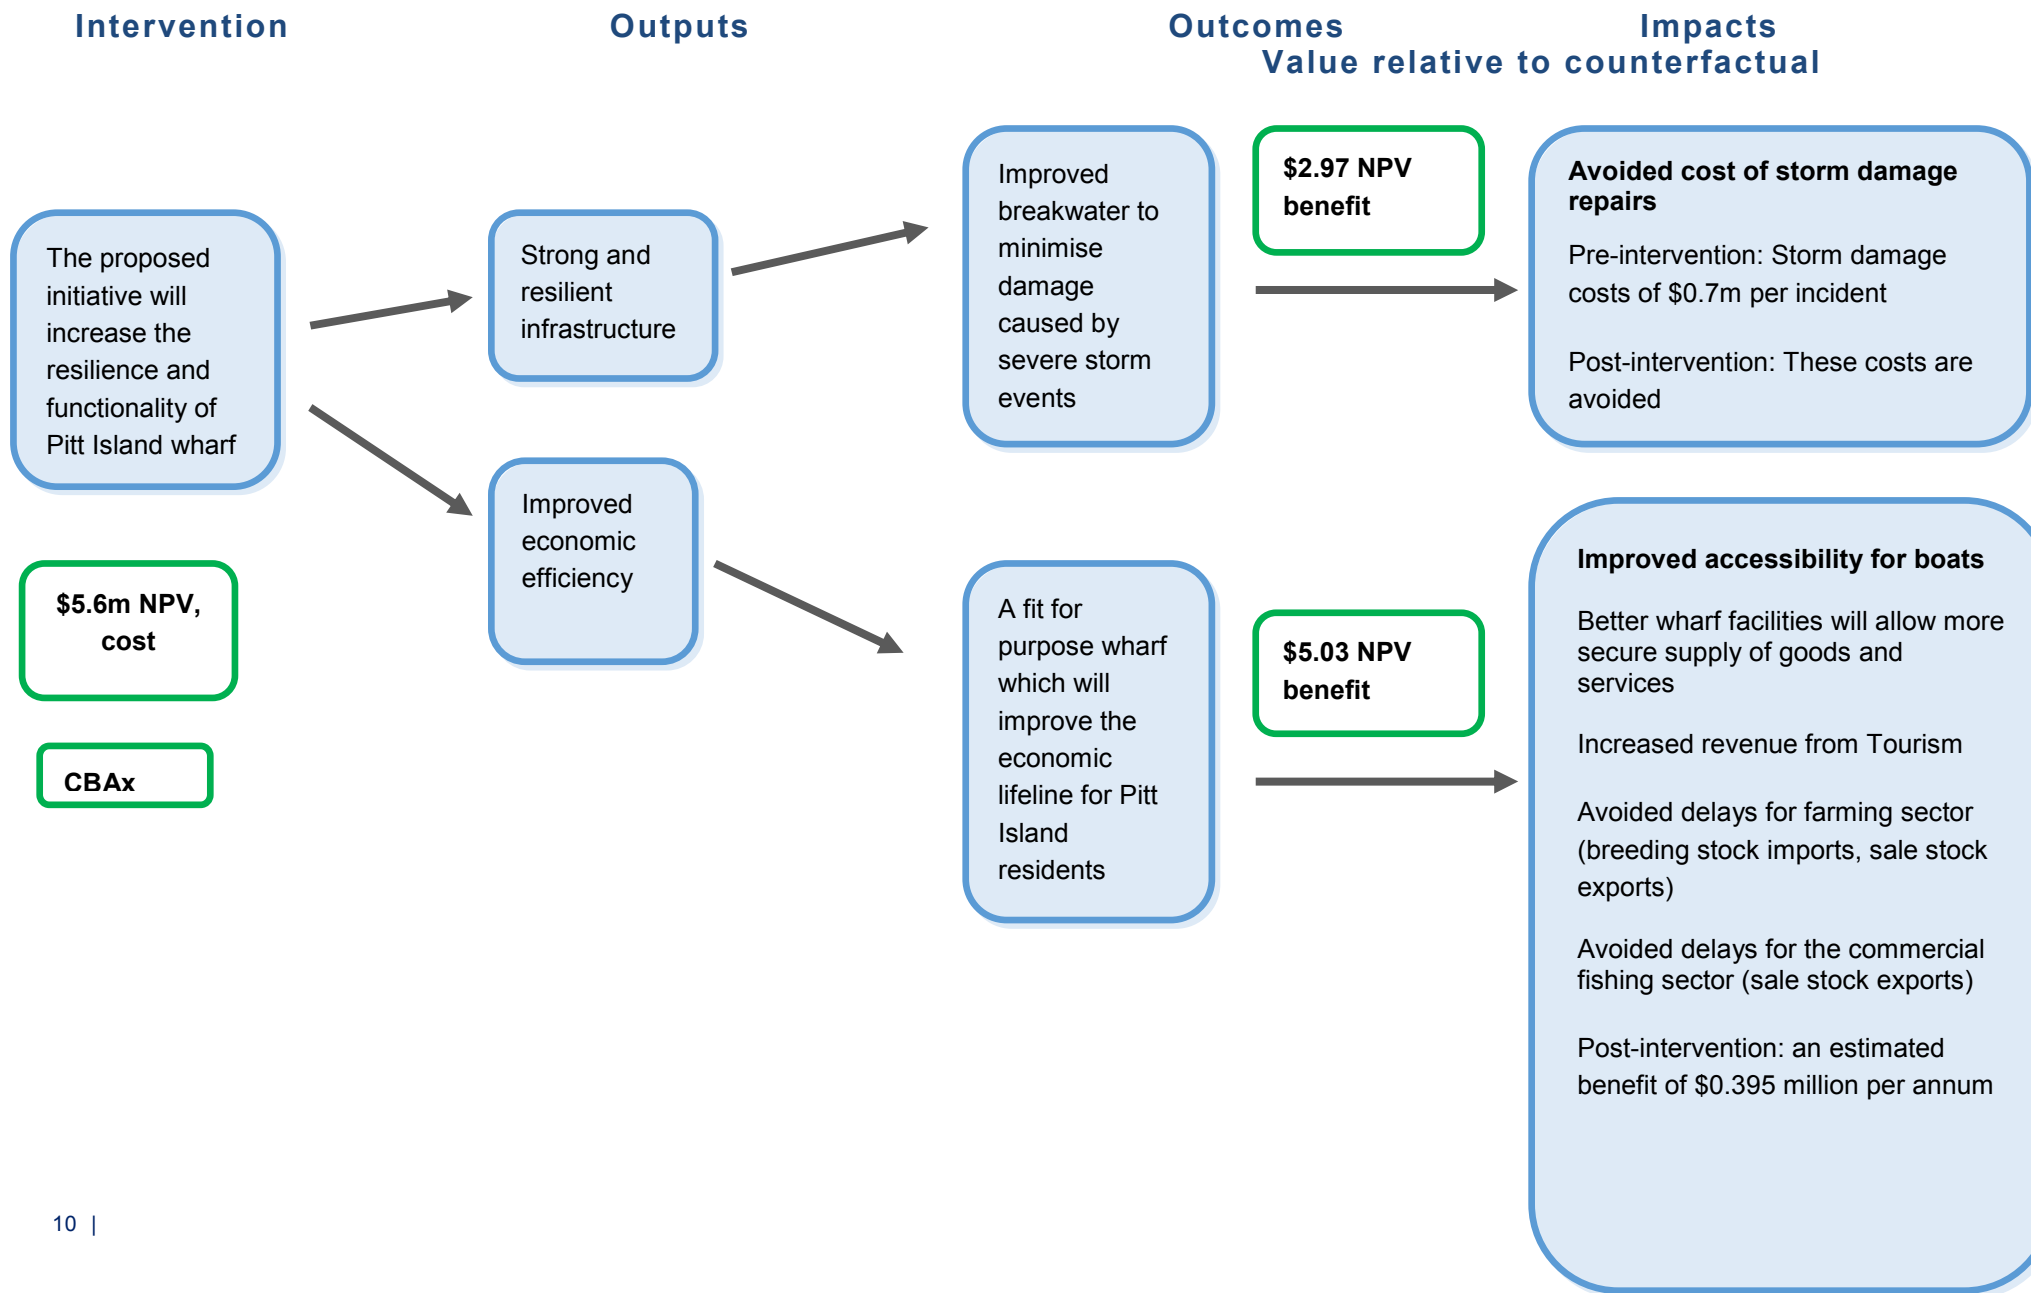 Intervention
Outputs
Outcomes
Impacts
Value relative to counterfactual
The proposed
initiative will
increase the
resilience and
functionality of
Pitt Island wharf
$5.6m NPV,
cost
CBAx
Strong and
resilient
infrastructure
Improved
economic
efficiency
Improved
breakwater to
minimise
damage
caused by
severe storm
events
$2.97 NPV
benefit
Avoided cost of storm damage
repairs
Pre-intervention: Storm damage
costs of $0.7m per incident
Post-intervention: These costs are
avoided
A fit for
purpose wharf
which will
improve the
economic
lifeline for Pitt
Island
residents
$5.03 NPV
benefit
Improved accessibility for boats
Better wharf facilities will allow more
secure supply of goods and
services
Increased revenue from Tourism
Avoided delays for farming sector
(breeding stock imports, sale stock
exports)
Avoided delays for the commercial
fishing sector (sale stock exports)
Post-intervention: an estimated
benefit of $0.395 million per annum
10 |